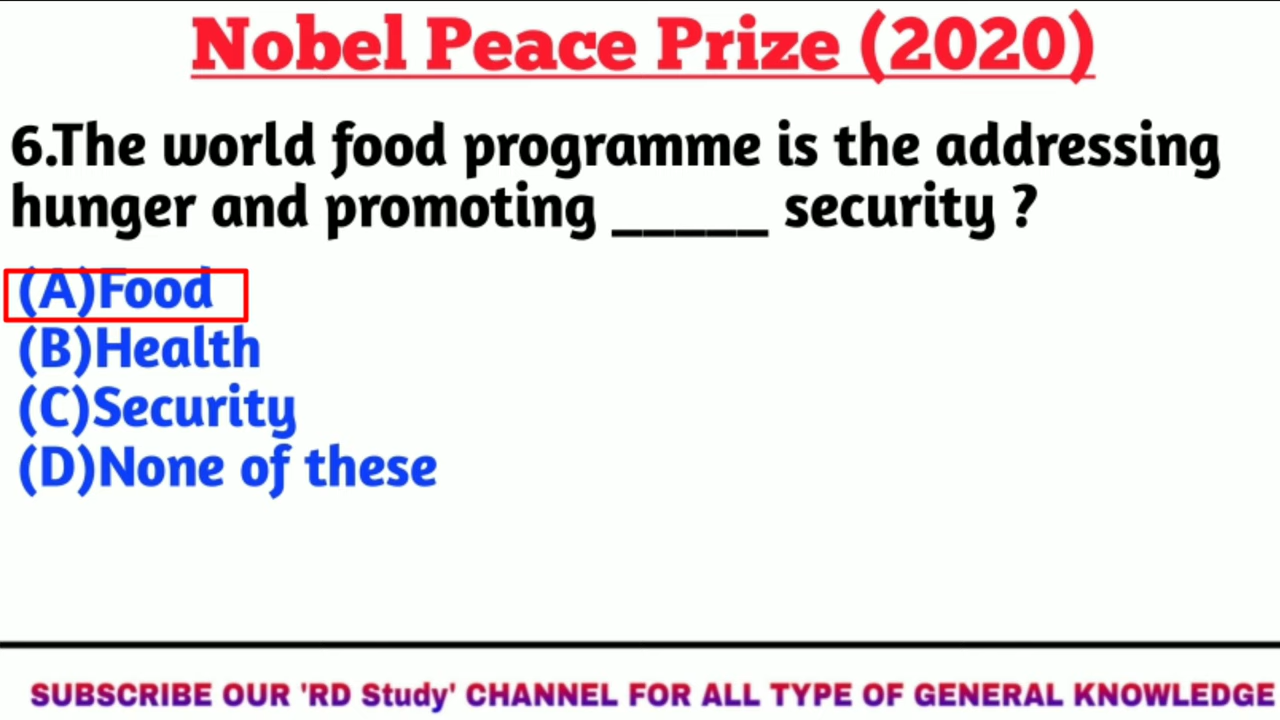 Nobel Peace Prize (2020)
6.The world food programme is the addressing
hunger and promoting _____ security ?
(A)Food
(B)Health
(C)Security
(D)None of these
SUBSCRIBE OUR 'RD Study' CHANNEL FOR ALL TYPE OF GENERAL KNOWLEDGE